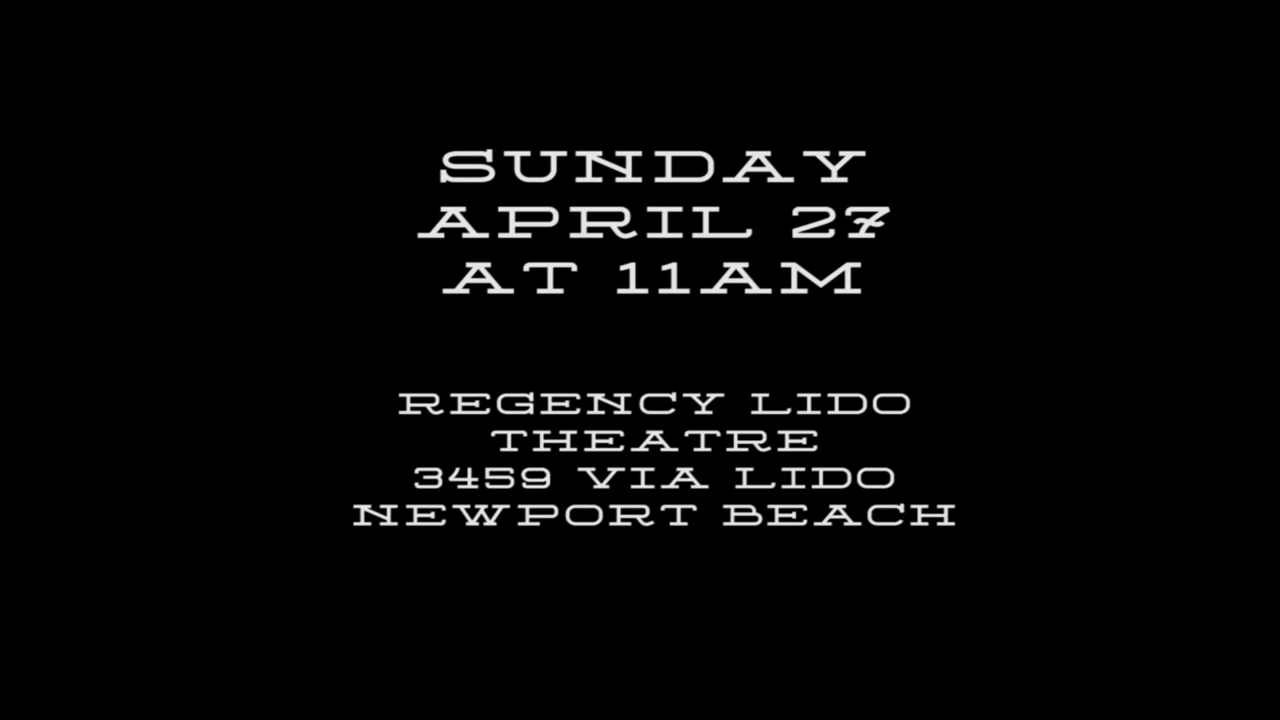 SUNDAY
APRIL 27
AT 11AM
REGENCY LIDO
THEATRE
3459 VIA LIDO
NEWPORT BEACH